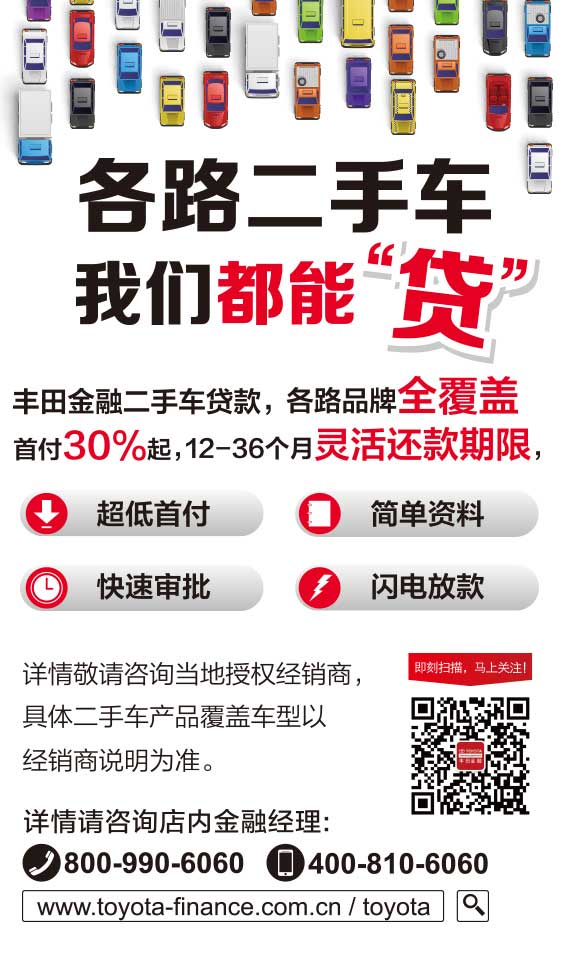 各路二手车
我们都能“贷”
丰田金融二手车贷款，各路品牌全覆盖
首付30%起，12-36个月灵活还款期限，
超低首付
简单资料
快速审批
闪电放款
详情敬请咨询当地授权经销商，
具体二手车产品覆盖车型以
经销商说明为准。
即刻扫描，马上关注！
TOYOTA
丰田金融
详情请咨询店内金融经理：
800-990-6060
400-810-6060
www.toyota-finance.com.cn / toyota